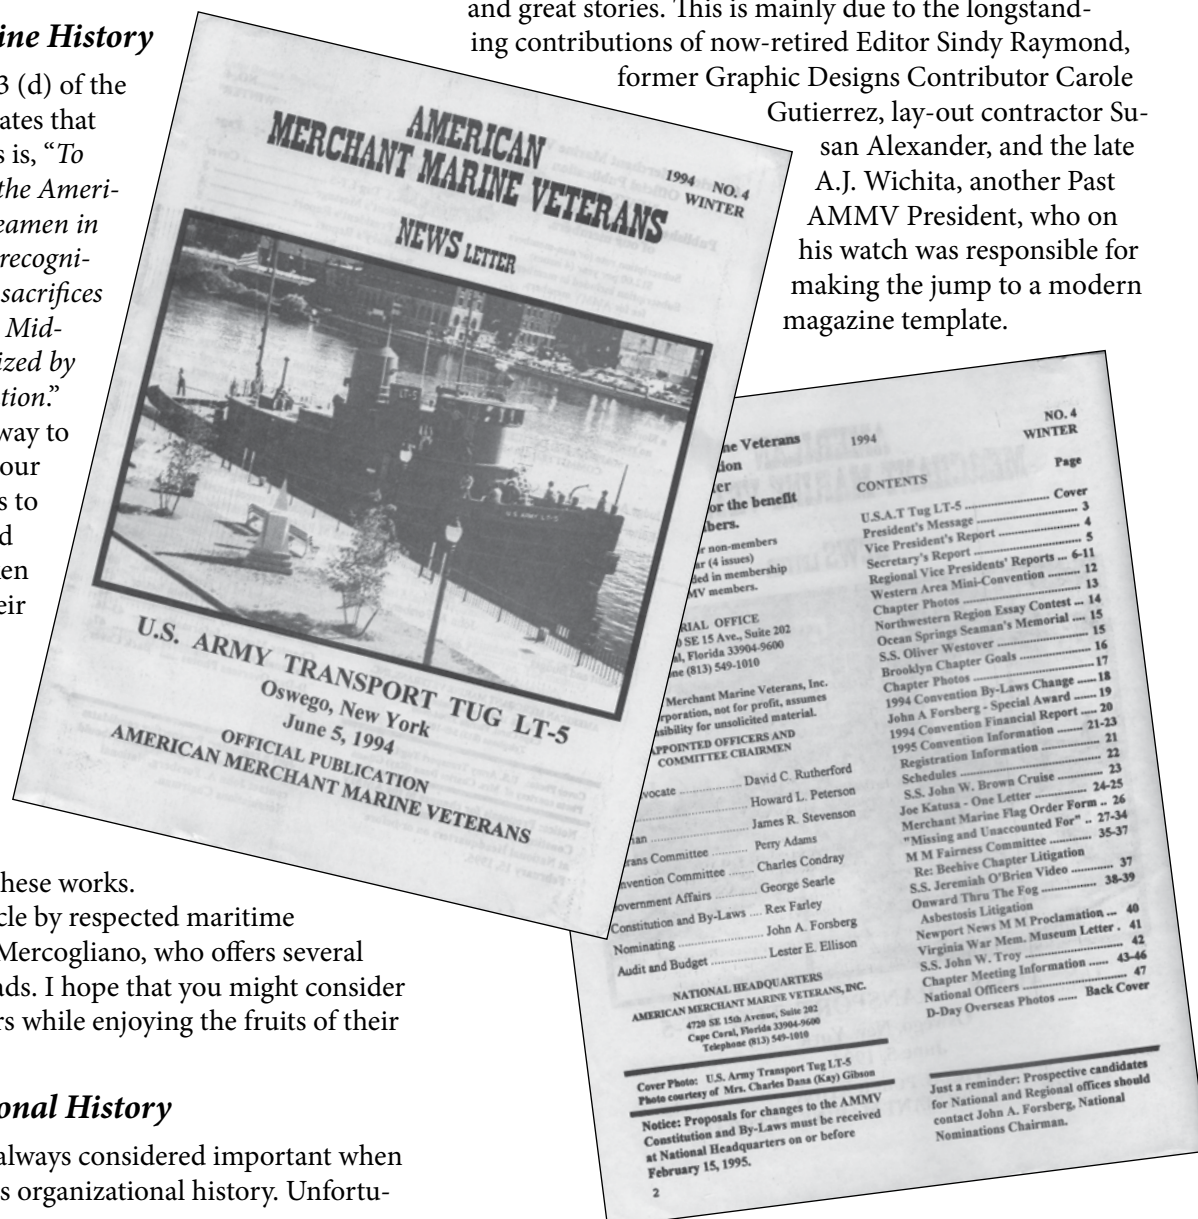 ine History
3 (d) of the
ates that
s is, “To
the Ameri-
eamen in
recogni-
sacrifices
Mid-
ized by
tion.”
way to
our
s to
d
en
eir
hese works.
cle by respected maritime
Mercogliano, who offers several
ads. I hope that you might consider
rs while enjoying the fruits of their
onal History
always considered important when
s organizational history. Unfortu-
and great stories. This is mainly due to the longstand-
ing contributions of now-retired Editor Sindy Raymond,
former Graphic Designs Contributor Carole
Gutierrez, lay-out contractor Su-
san Alexander, and the late
A.J. Wichita, another Past
AMMV President, who on
his watch was responsible for
making the jump to a modern
magazine template.
AMERICAN
MERCHANT MARINE VETERANS
1994 NO. 4
WINTER
NEWS LETTER
LT-5
U.S. ARMY LT-5
U.S. ARMY TRANSPORT TUG LT-5
Oswego, New York
June 5, 1994
OFFICIAL PUBLICATION
AMERICAN MERCHANT MARINE VETERANS
ne Veterans
ion
er
or the benefit
bers.
r non-members
ar (4 issues)
ded in membership
MV members.
RIAL OFFICE
0 SE 15 Ave., Suite 202
al, Florida 33904-9600
ne (813) 549-1010
Merchant Marine Veterans, Inc.
rporation, not for profit, assumes
sibility for unsolicited material.
APPOINTED OFFICERS AND
COMMITTEE CHAIRMEN
vocate ................ David C. Rutherford
................ Howard L. Peterson
an ................ James R. Stevenson
rans Committee .......... Perry Adams
nvention Committee ....... Charles Condray
overnment Affairs .......... George Searle
Constitution and By-Laws .... Rex Farley
Nominating ..................... John A. Forsberg
Audit and Budget ................ Lester E. Ellison
NATIONAL HEADQUARTERS
AMERICAN MERCHANT MARINE VETERANS, INC.
4720 SE 15th Avenue, Suite 202
Cape Coral, Florida 33904-9600
Telephone (813) 549-1010
Cover Photo: U.S. Army Transport Tug LT-5
Photo courtesy of Mrs. Charles Dana (Kay) Gibson
Notice: Proposals for changes to the AMMV
Constitution and By-Laws must be received
at National Headquarters on or before
February 15, 1995.
2
1994
NO. 4
WINTER
CONTENTS
Page
U.S.A.T Tug LT-5 ..................... Cover
President's Message ..................... 3
Vice President's Report ..................... 4
Secretary's Report ..................... 5
Regional Vice Presidents' Reports ... 6-11
Western Area Mini-Convention .......... 12
Chapter Photos ..................... 13
Northwestern Region Essay Contest ... 14
Ocean Springs Seaman's Memorial .... 15
S.S. Oliver Westover ..................... 15
Brooklyn Chapter Goals ..................... 16
Chapter Photos ..................... 17
1994 Convention By-Laws Change ...... 18
John A Forsberg - Special Award ....... 19
1994 Convention Financial Report ..... 20
1995 Convention Information ....... 21-23
Registration Information ................ 21
Schedules ..................... 22
S.S. John W. Brown Cruise .............. 23
Joe Katusa - One Letter .............. 24-25
Merchant Marine Flag Order Form .. 26
"Missing and Unaccounted For" .. 27-34
M M Fairness Committee ............ 35-37
Re: Beehive Chapter Litigation
S.S. Jeremiah O'Brien Video .......... 37
Onward Thru The Fog ................ 38-39
Asbestosis Litigation
Newport News M M Proclamation ... 40
Virginia War Mem. Museum Letter . 41
S.S. John W. Troy ..................... 42
Chapter Meeting Information ...... 43-46
National Officers ..................... 47
D-Day Overseas Photos ...... Back Cover
Just a reminder: Prospective candidates
for National and Regional offices should
contact John A. Forsberg, National
Nominations Chairman.